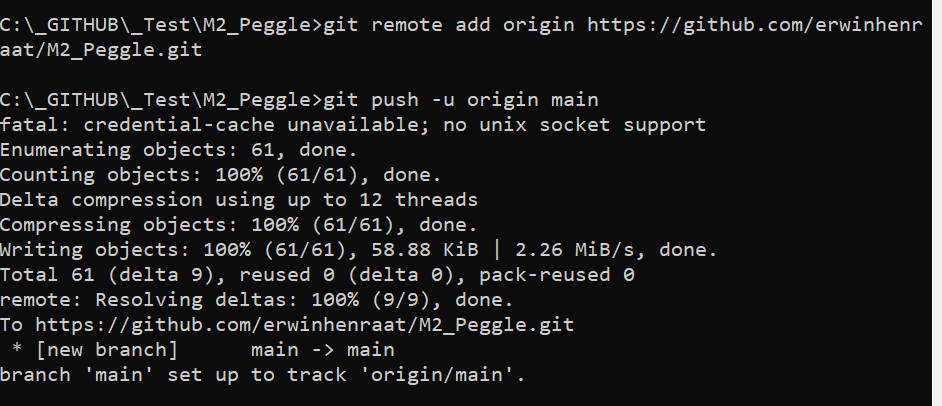 C:\_GITHUB\_Test\M2_Peggle>git remote add origin https://github.com/erwinhenr
aat/M2_Peggle.git
C:\_GITHUB\_Test\M2_Peggle>git push -u origin main
fatal: credential-cache unavailable; no unix socket support
Enumerating objects: 61, done.
Counting objects: 100% (61/61), done.
Delta compression using up to 12 threads
Compressing objects: 100% (61/61), done.
Writing objects: 100% (61/61), 58.88 KiB | 2.26 MiB/s, done.
Total 61 (delta 9), reused 0 (delta 0), pack-reused 0
remote: Resolving deltas: 100% (9/9), done.
To https://github.com/erwinhenraat/M2_Peggle.git
 * [new branch]      main -> main
branch 'main' set up to track 'origin/main'.